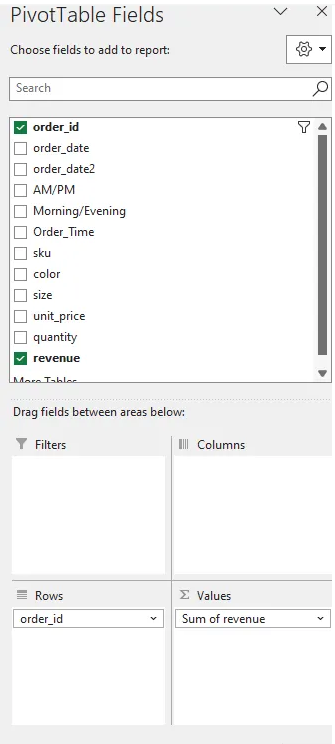 PivotTable Fields
Choose fields to add to report:
Search
order_id
order_date
order_date2
AM/PM
Morning/Evening
Order_Time
sku
color
size
unit_price
quantity
revenue
More Tables
Drag fields between areas below:
Filters
Columns
Rows
Values
order_id
Sum of revenue